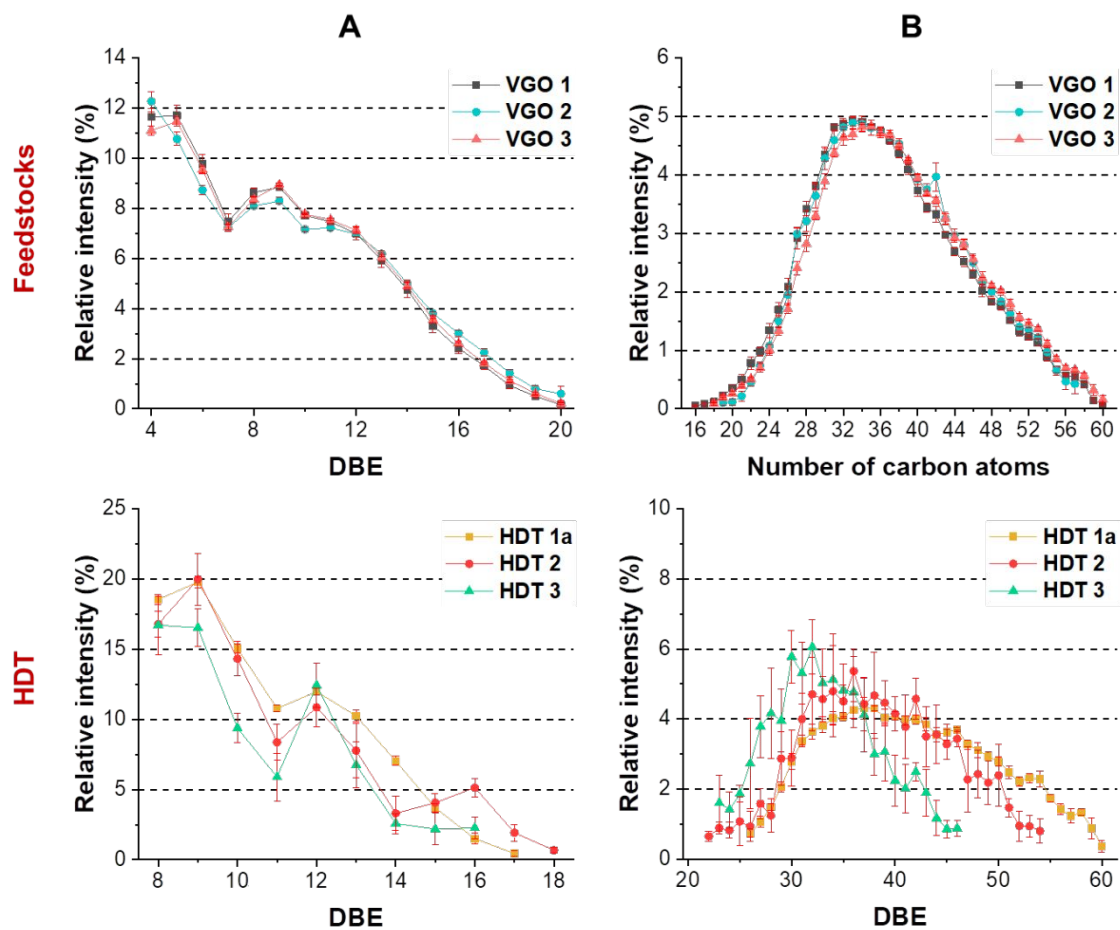 A
B
Feedstocks
Relative intensity (%)
14
12
10
8
6
4
2
0
VGO 1
VGO 2
VGO 3
4
8
12
16
20
DBE
Relative intensity (%)
6
5
4
3
2
1
0
VGO 1
VGO 2
VGO 3
16 20 24 28 32 36 40 44 48 52 56 60
Number of carbon atoms
HDT
Relative intensity (%)
25
20
15
10
5
0
HDT 1a
HDT 2
HDT 3
8
10
12
14
16
18
DBE
Relative intensity (%)
10
8
6
4
2
0
HDT 1a
HDT 2
HDT 3
20
30
40
50
60
DBE